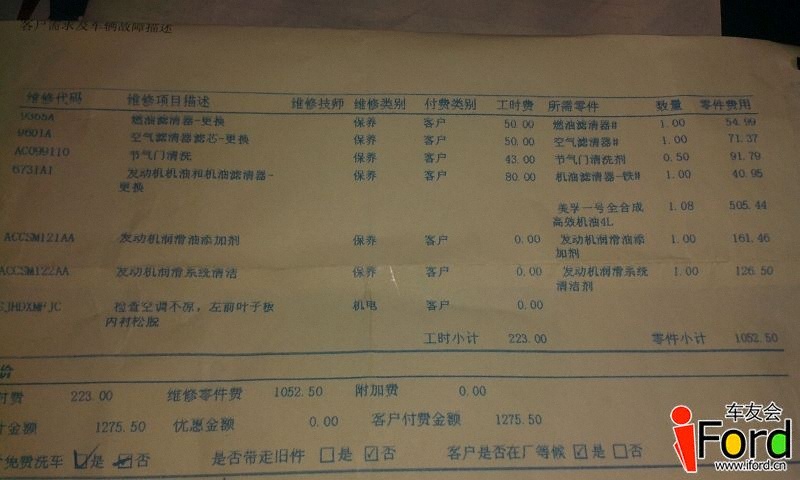 客户需求及车辆故障描述
维修代码 维修项目描述 维修技师 维修类别 付费类别 工时费 所需零件 数量 零件费用
9365A 燃油滤清器-更换 保养 客户 50.00 燃油滤清器# 1.00 54.99
9601A 空气滤清器滤芯-更换 保养 客户 50.00 空气滤清器# 1.00 71.37
AC099110 节气门清洗 保养 客户 43.00 节气门清洗剂 0.50 91.79
6731A1 发动机机油和机油滤清器- 保养 客户 80.00 机油滤清器-铁# 1.00 40.95
更换
美孚一号全合成 1.08 505.44
高效机油4L
ACCSM121AA 发动机润滑油添加剂 保养 客户 0.00 发动机润滑油添 1.00 161.46
加剂
ACCSM122AA 发动机润滑系统清洁 保养 客户 0.00 发动机润滑系统 1.00 126.50
清洁剂
SJHDXMFJC 检查空调不凉，左前叶子板 机电 客户 0.00
内衬松脱
工时小计 223.00 零件小计 1052.50
价
付费 223.00 维修零件费 1052.50 附加费 0.00
计金额 1275.50 优惠金额 0.00 客户付费金额 1275.50
免费洗车 是 否 是否带走旧件 是 否 客户是否在厂等候 是 否
车友会
iFord
www.iford.cn